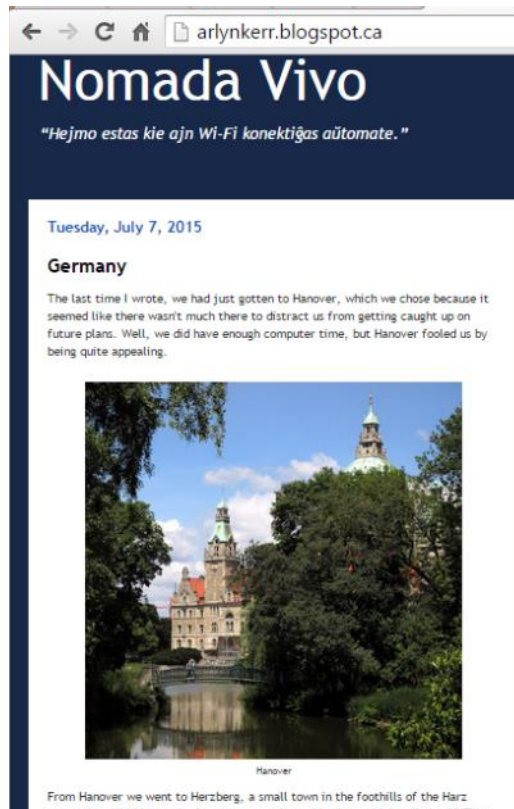 arlynkerr.blogspot.ca
Nomada Vivo
“Hejmo estas kie ajn Wi-Fi konektiĝas aŭtomate.”
Tuesday, July 7, 2015
Germany
The last time I wrote, we had just gotten to Hanover, which we chose because it
seemed like there wasn't much there to distract us from getting caught up on
future plans. Well, we did have enough computer time, but Hanover fooled us by
being quite appealing.
Hanover
From Hanover we went to Herzberg, a small town in the foothills of the Harz